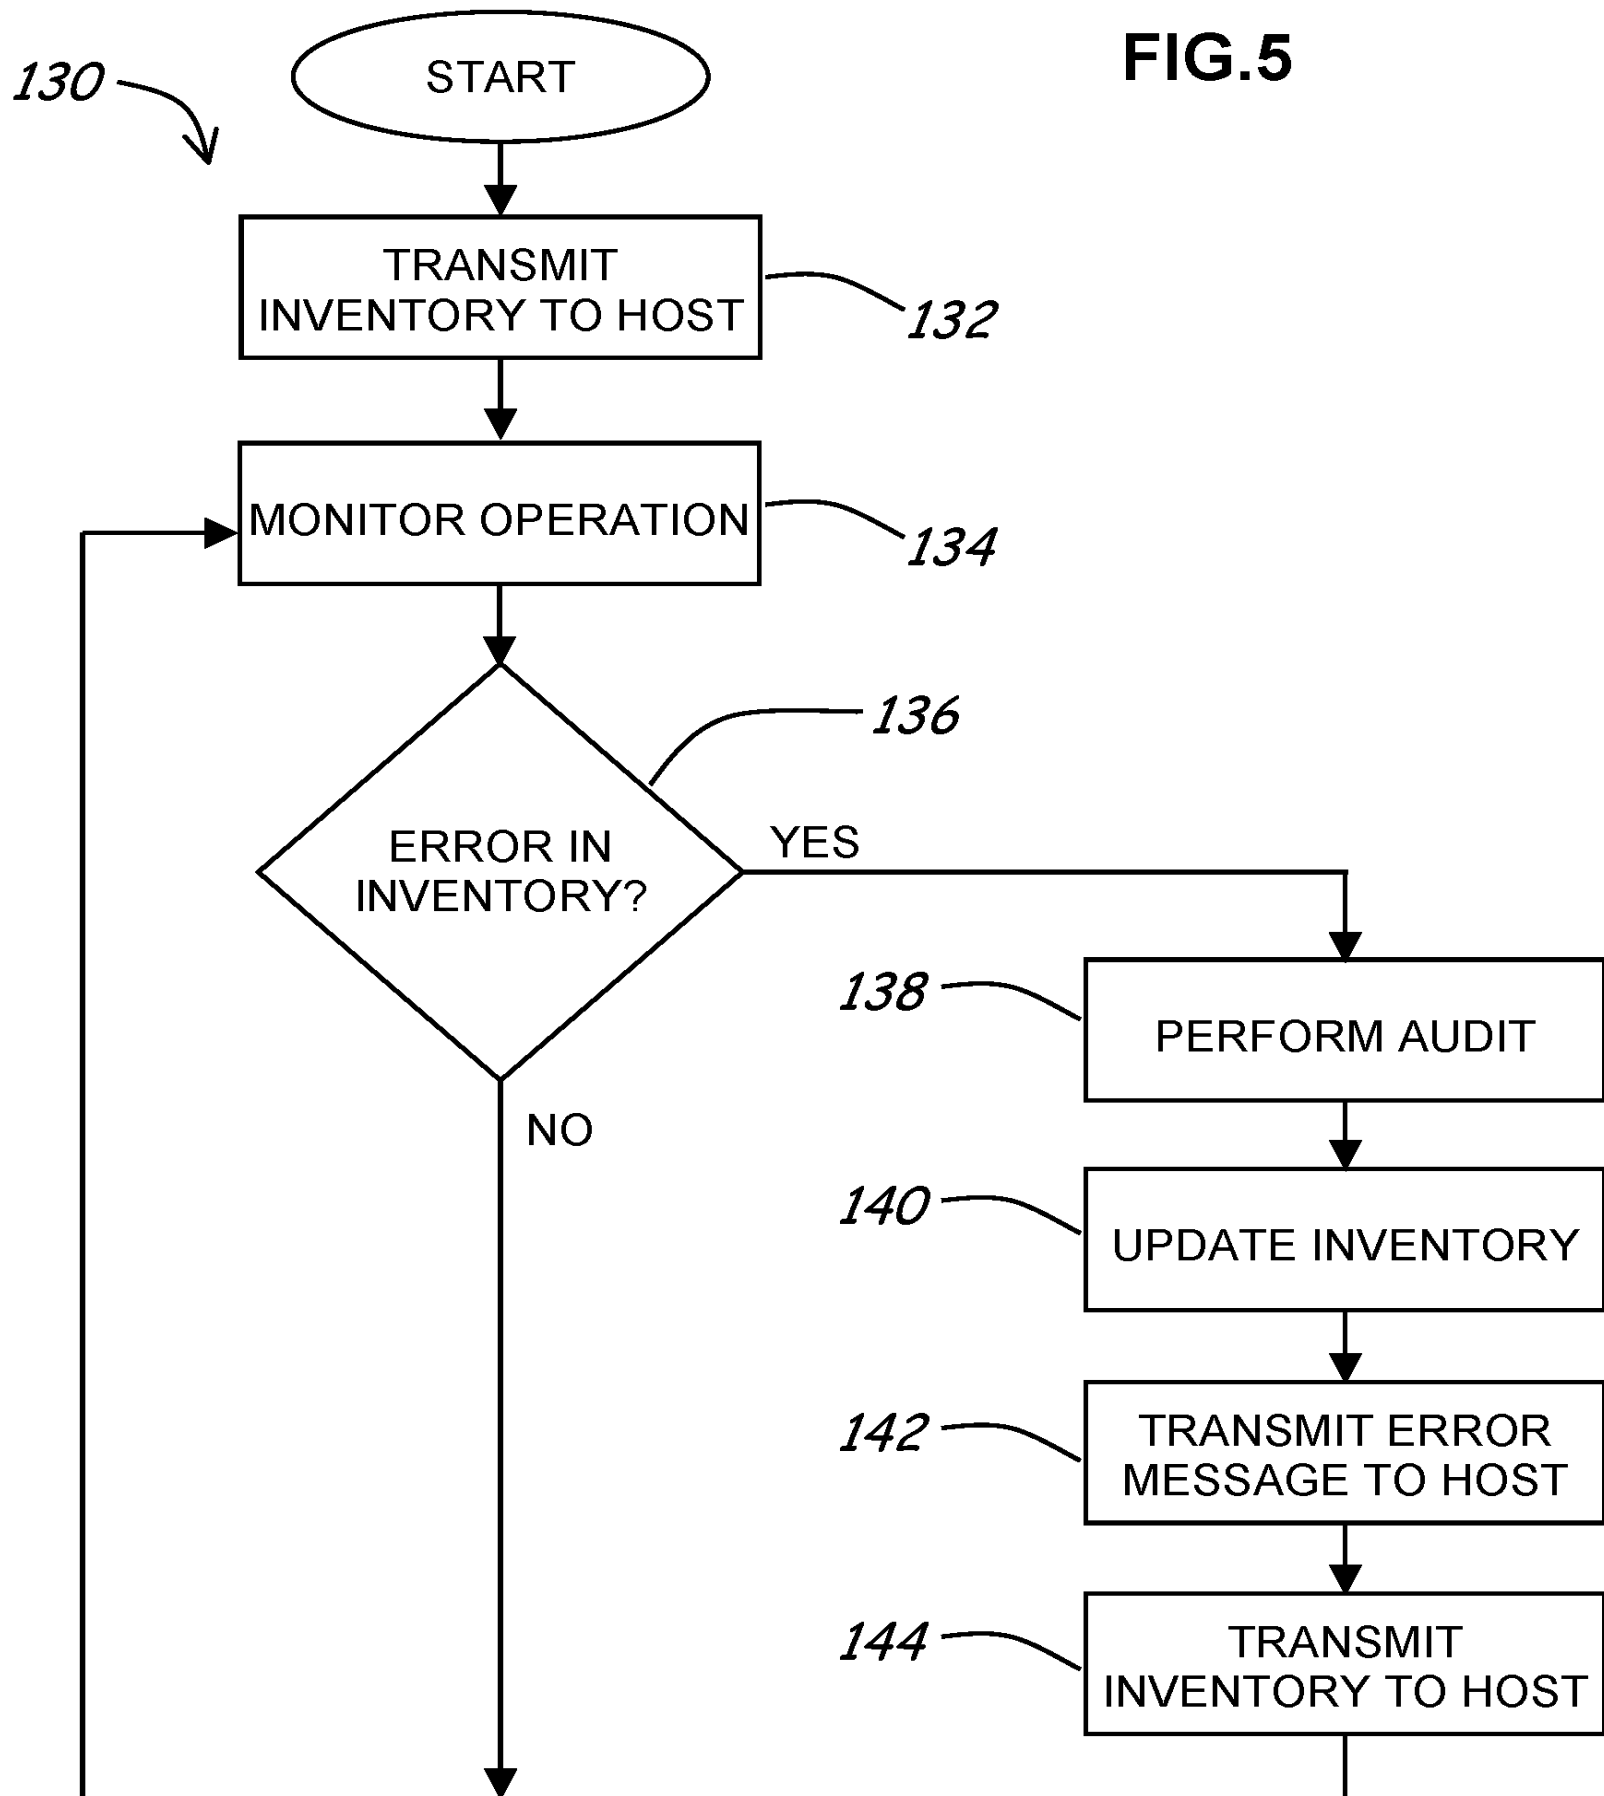 FIG.5
130
START
TRANSMIT
INVENTORY TO HOST
132
MONITOR OPERATION
134
136
ERROR IN
INVENTORY?
YES
NO
138
PERFORM AUDIT
140
UPDATE INVENTORY
142
TRANSMIT ERROR
MESSAGE TO HOST
144
TRANSMIT
INVENTORY TO HOST